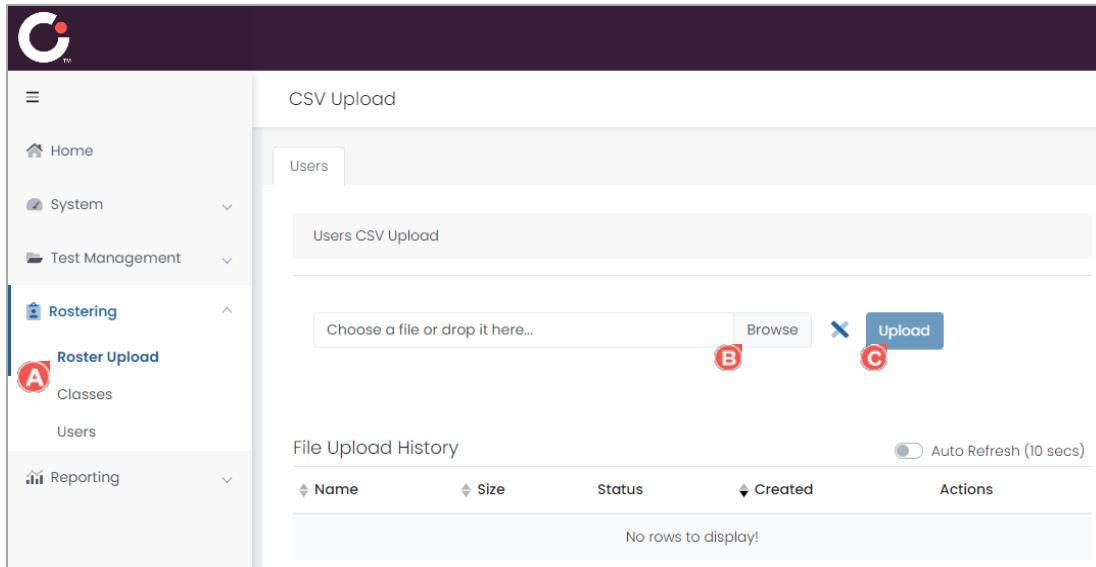 TM
CSV Upload
Home
Users
System
Users CSV Upload
Test Management
Rostering
Choose a file or drop it here...
Browse
Upload
B
C
Roster Upload
A
Classes
Users
File Upload History
Auto Refresh (10 secs)
Reporting
Name Size Status Created Actions
No rows to display!